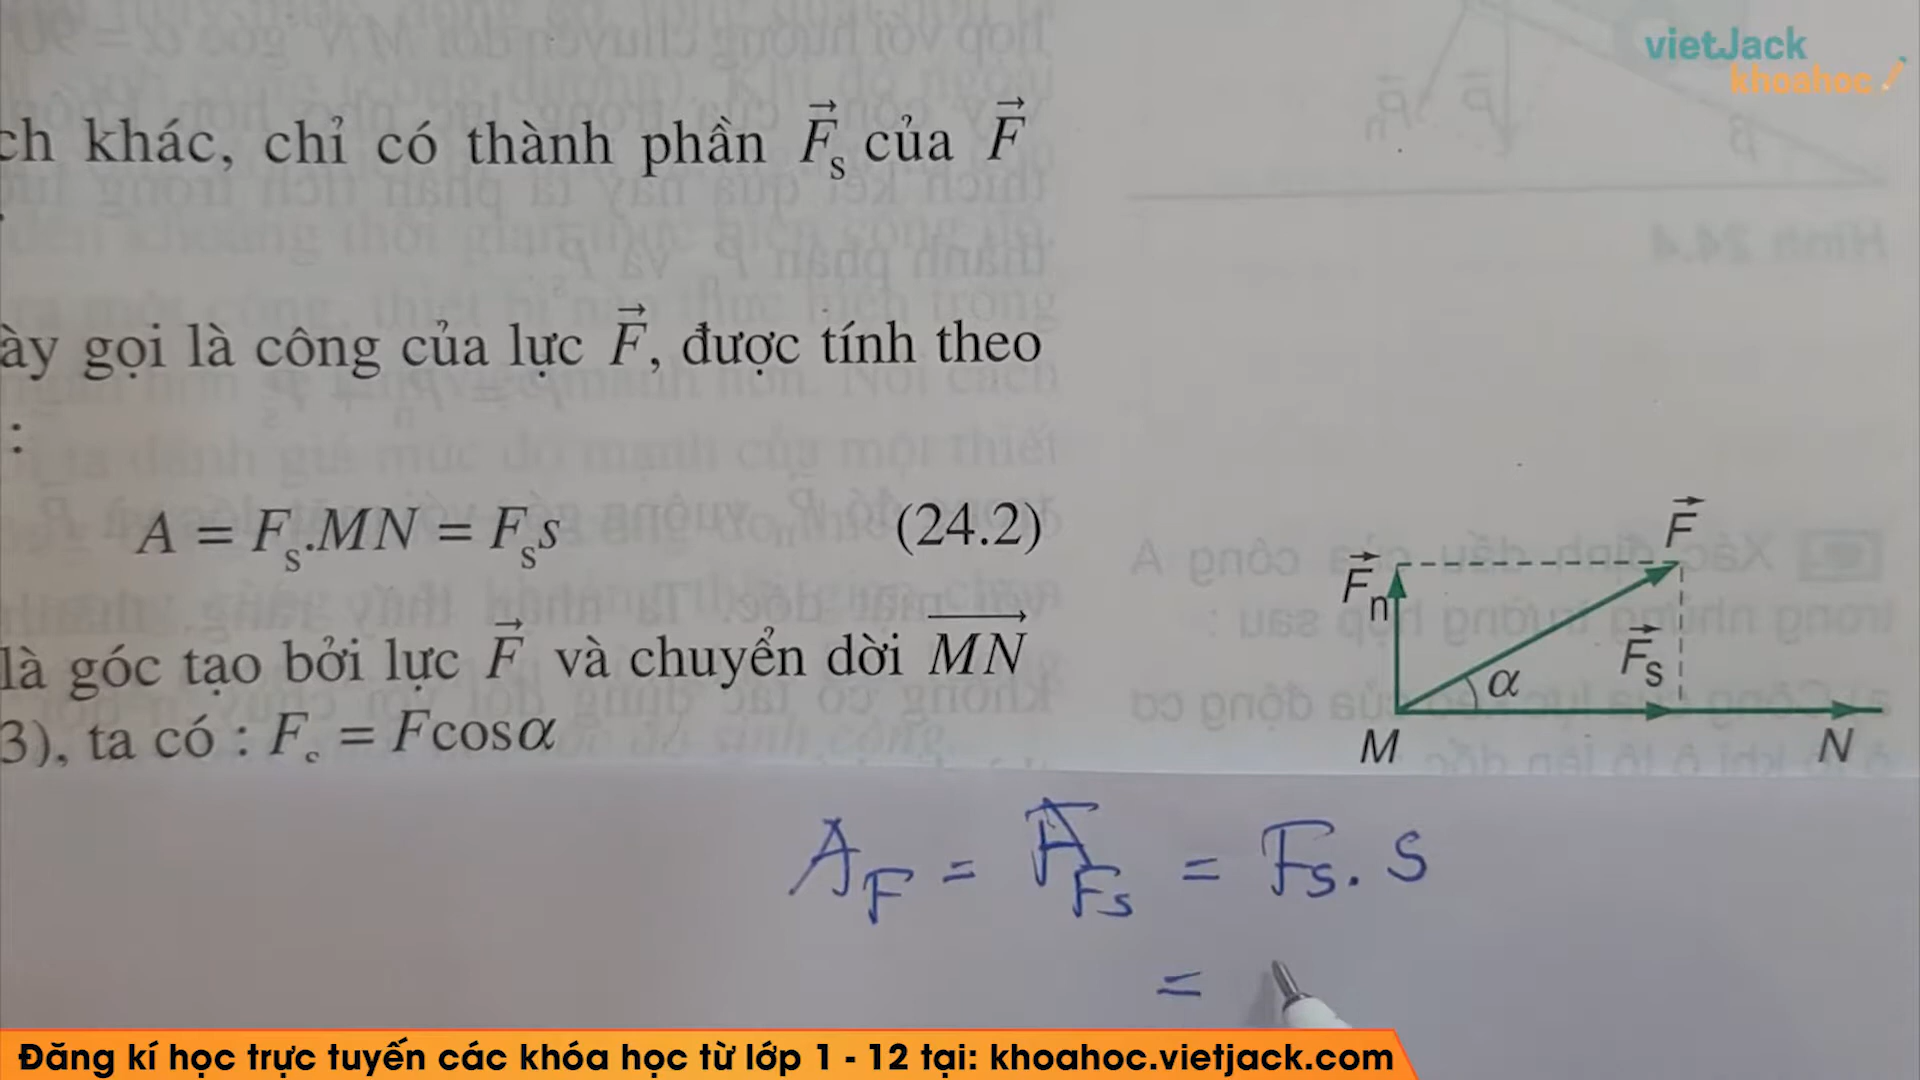 vietJack
khoahoc
ch khác, chỉ có thành phần F⃗s của F⃗
ày gọi là công của lực F⃗, được tính theo
:
A = Fs.MN = Fss (24.2)
là góc tạo bởi lực F⃗ và chuyển dời MN⃗
3), ta có : Fs = Fcosα
F⃗
F⃗n
F⃗s
α
M N
AF = AFs = Fs. s
=
Đăng kí học trực tuyến các khóa học từ lớp 1 - 12 tại: khoahoc.vietjack.com